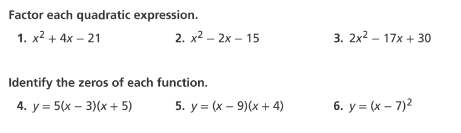 Factor each quadratic expression.
1. x² + 4x – 21 2. x² – 2x – 15 3. 2x² – 17x + 30
Identify the zeros of each function.
4. y = 5(x – 3)(x + 5) 5. y = (x – 9)(x + 4) 6. y = (x – 7)²